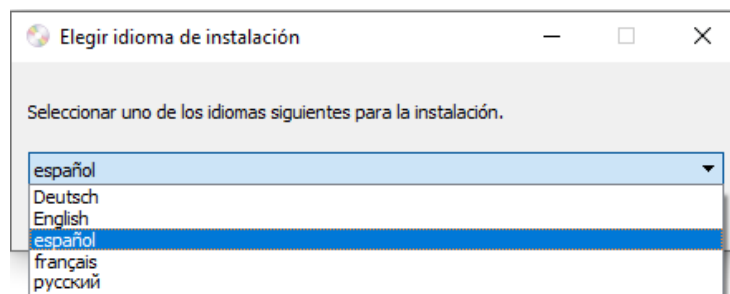 Elegir idioma de instalación
Seleccionar uno de los idiomas siguientes para la instalación.
español
Deutsch
English
español
français
русский